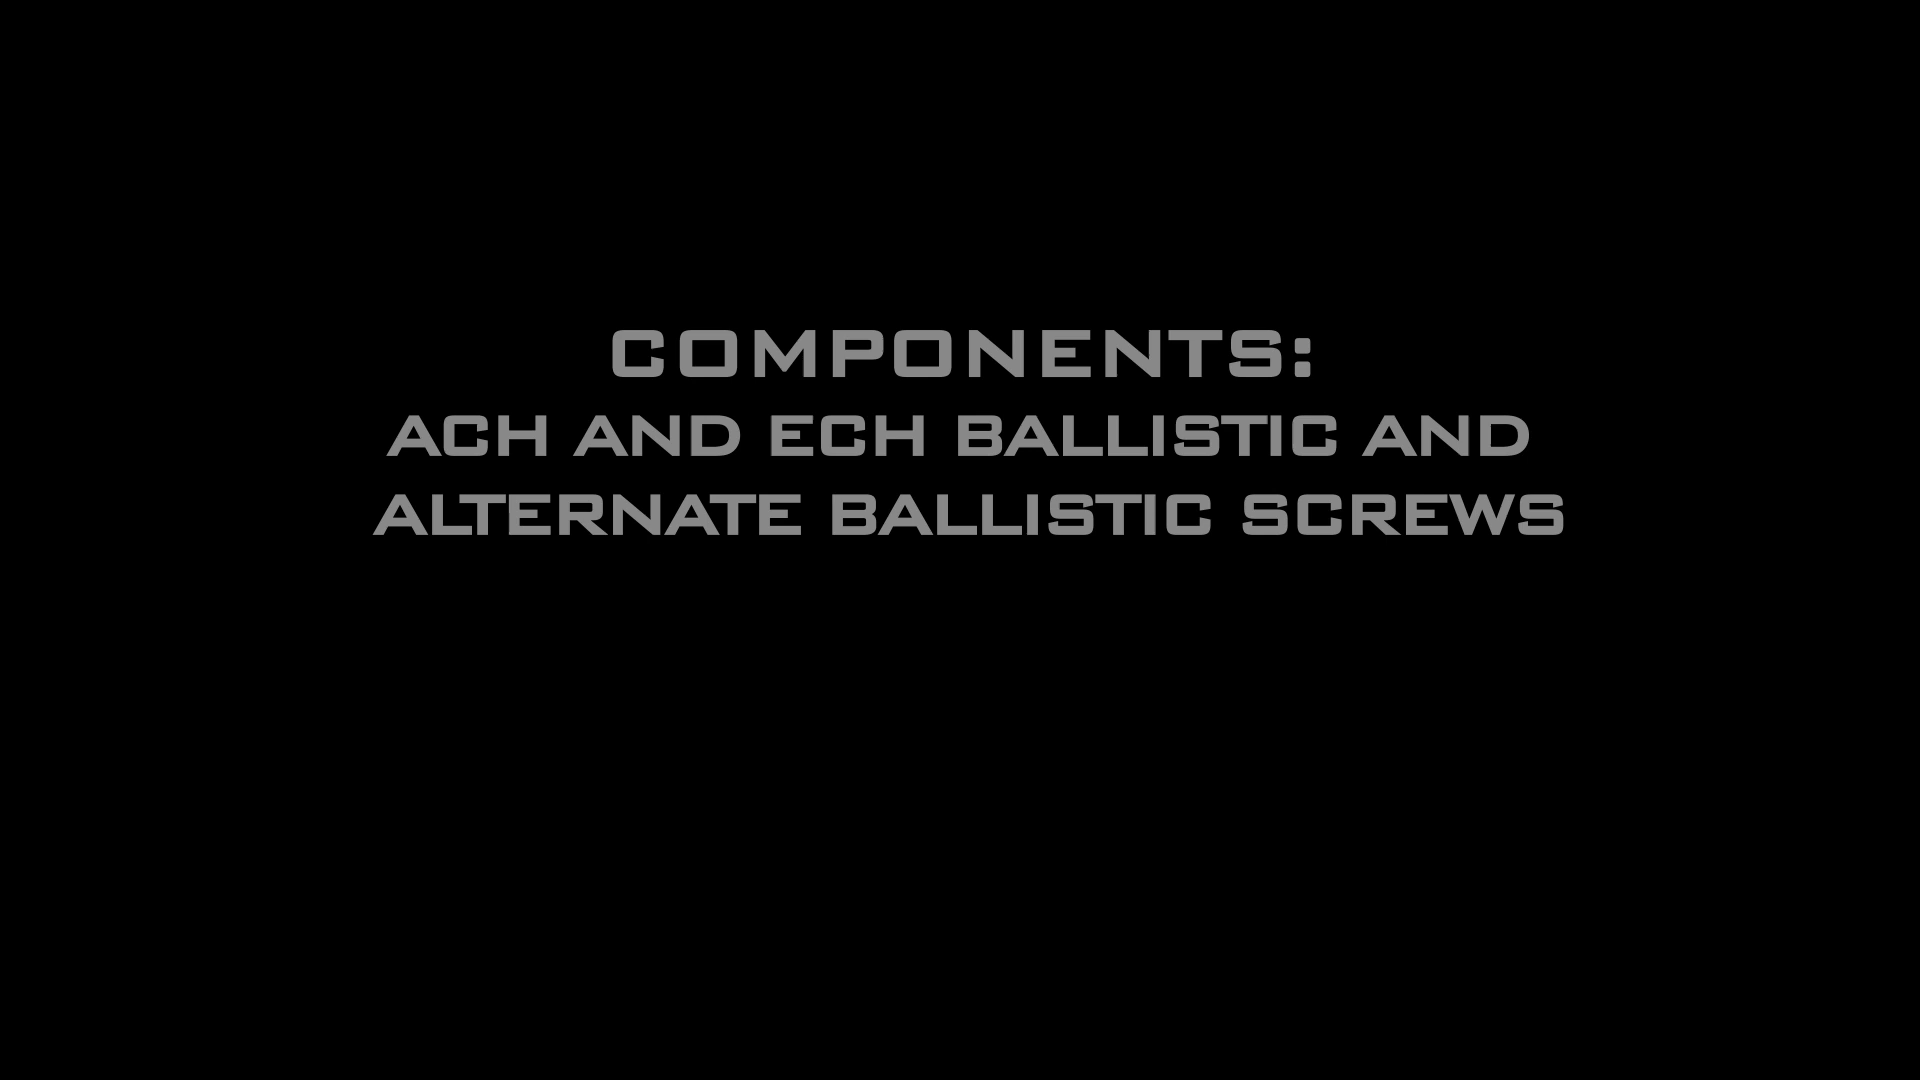 COMPONENTS:
ACH AND ECH BALLISTIC AND
ALTERNATE BALLISTIC SCREWS